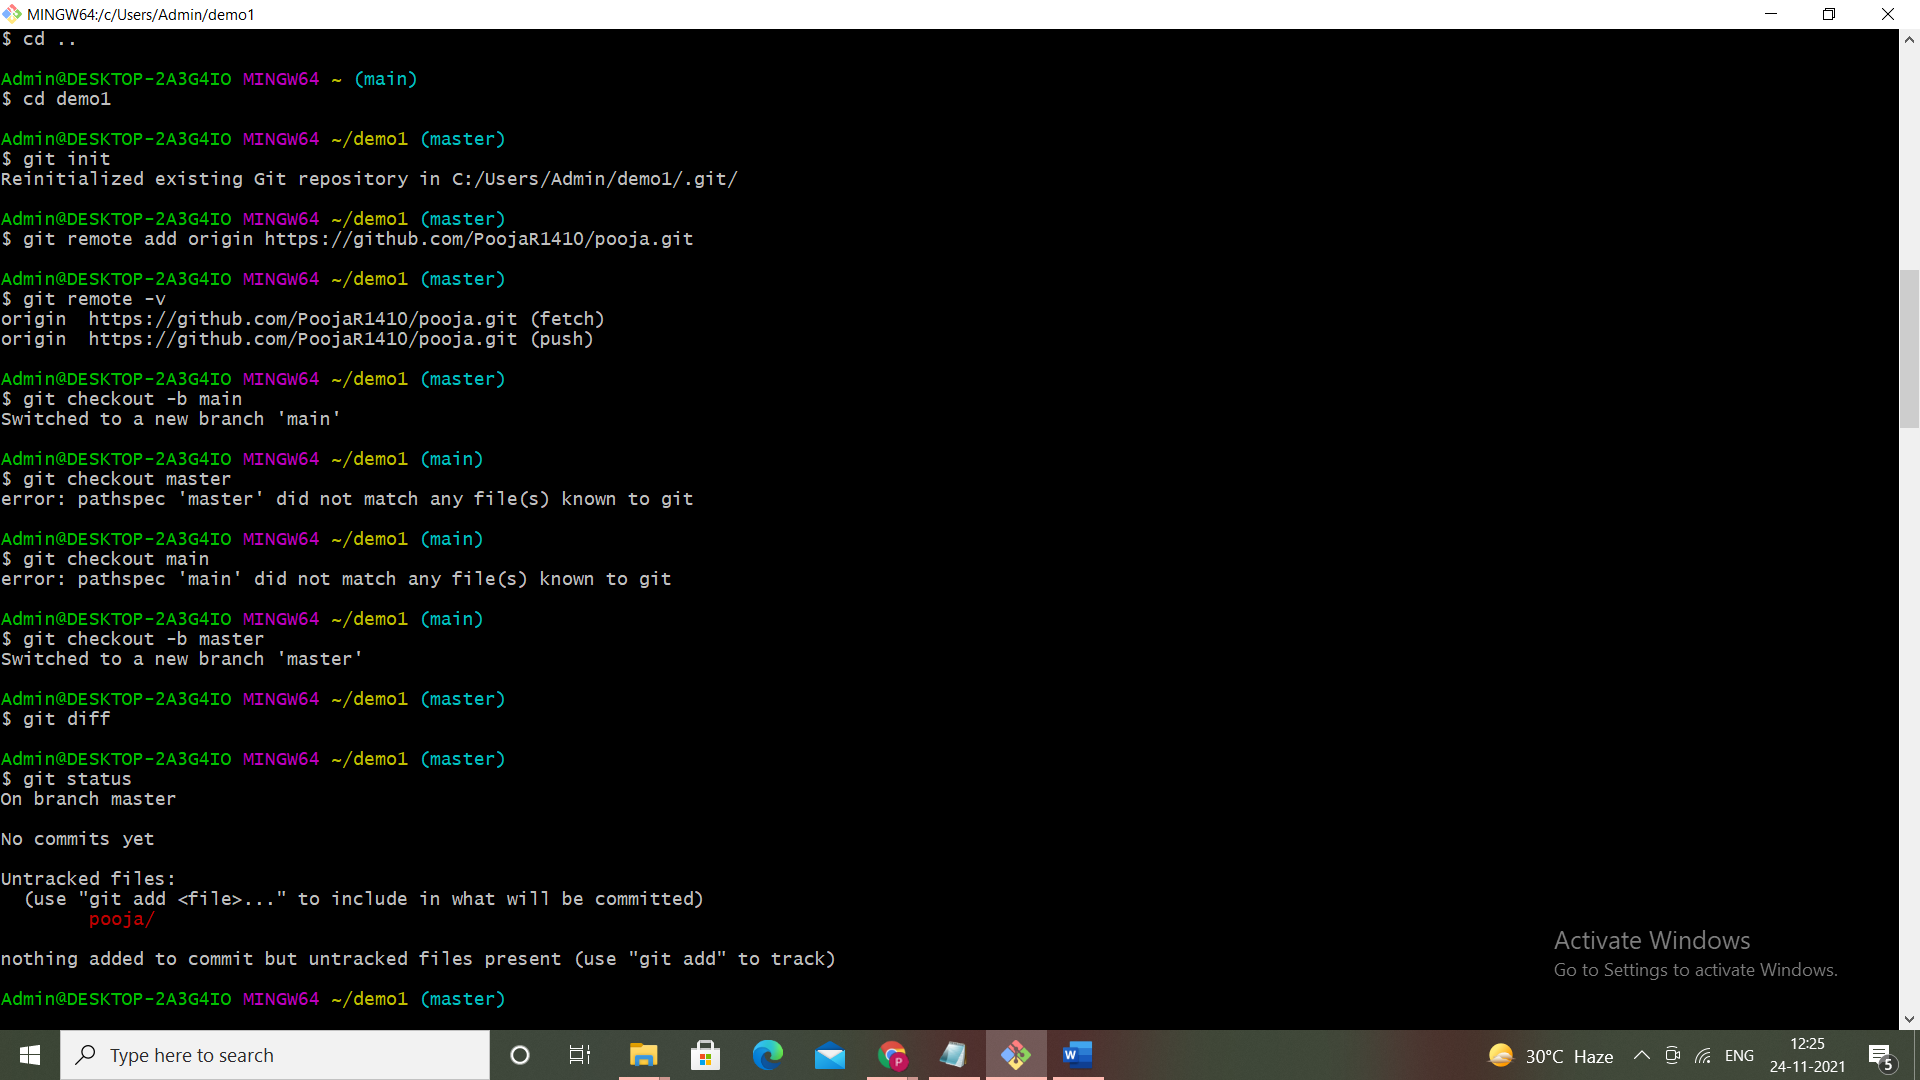 MINGW64:/c/Users/Admin/demo1
$ cd ..
Admin@DESKTOP-2A3G4IO MINGW64 ~ (main)
$ cd demo1
Admin@DESKTOP-2A3G4IO MINGW64 ~/demo1 (master)
$ git init
Reinitialized existing Git repository in C:/Users/Admin/demo1/.git/
Admin@DESKTOP-2A3G4IO MINGW64 ~/demo1 (master)
$ git remote add origin https://github.com/PoojaR1410/pooja.git
Admin@DESKTOP-2A3G4IO MINGW64 ~/demo1 (master)
$ git remote -v
origin  https://github.com/PoojaR1410/pooja.git (fetch)
origin  https://github.com/PoojaR1410/pooja.git (push)
Admin@DESKTOP-2A3G4IO MINGW64 ~/demo1 (master)
$ git checkout -b main
Switched to a new branch 'main'
Admin@DESKTOP-2A3G4IO MINGW64 ~/demo1 (main)
$ git checkout master
error: pathspec 'master' did not match any file(s) known to git
Admin@DESKTOP-2A3G4IO MINGW64 ~/demo1 (main)
$ git checkout main
error: pathspec 'main' did not match any file(s) known to git
Admin@DESKTOP-2A3G4IO MINGW64 ~/demo1 (main)
$ git checkout -b master
Switched to a new branch 'master'
Admin@DESKTOP-2A3G4IO MINGW64 ~/demo1 (master)
$ git diff
Admin@DESKTOP-2A3G4IO MINGW64 ~/demo1 (master)
$ git status
On branch master
No commits yet
Untracked files:
(use "git add <file>..." to include in what will be committed)
pooja/
nothing added to commit but untracked files present (use "git add" to track)
Admin@DESKTOP-2A3G4IO MINGW64 ~/demo1 (master)
Activate Windows
Go to Settings to activate Windows.
Type here to search
P
W
30°C Haze
ENG
12:25
24-11-2021
5